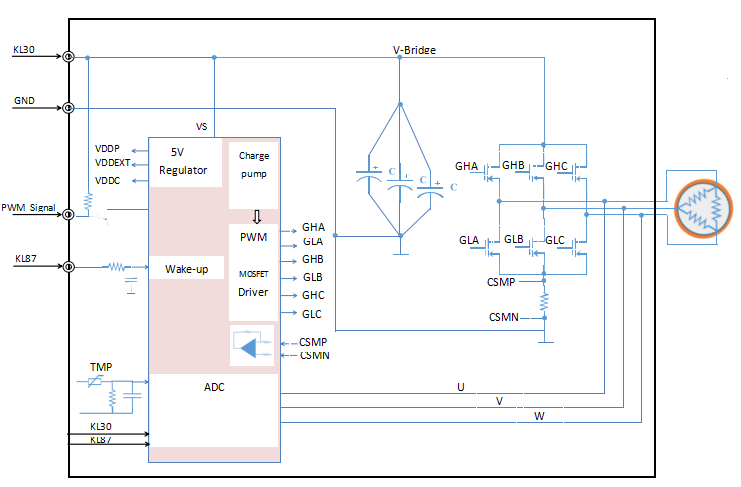 KL30
V-Bridge
GND
VS
VDDP
VDDEXT
VDDC
5V
Regulator
Charge
pump
PWM Signal
PWM
MOSFET
Driver
GHA
GLA
GHB
GLB
GHC
GLC
C
C
C
GHA
GHB
GHC
GLA
GLB
GLC
KL87
Wake-up
CSMP
CSMN
CSMP
CSMN
TMP
ADC
U
V
W
KL30
KL87